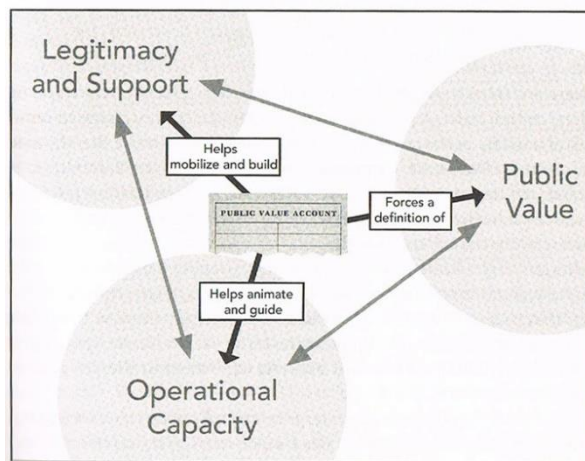 Legitimacy
and Support
Helps
mobilize and build
PUBLIC VALUE ACCOUNT
Forces a
definition of
Public
Value
Helps animate
and guide
Operational
Capacity